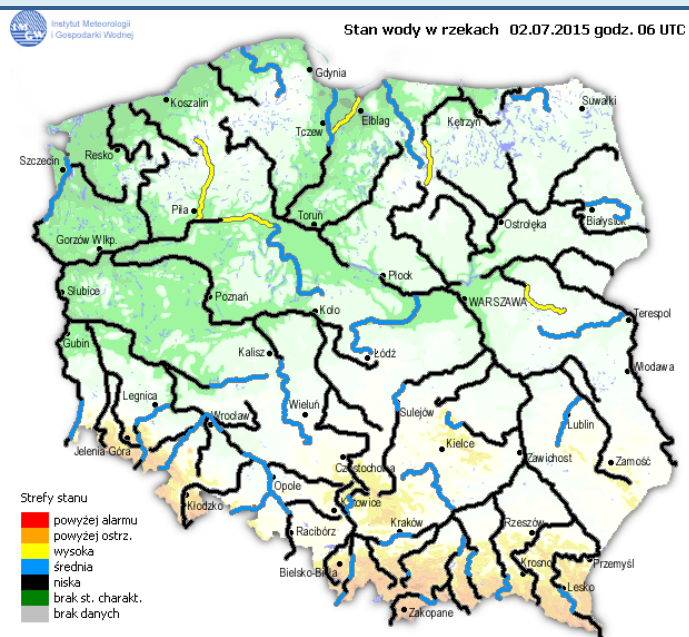 Instytut Meteorologii
i Gospodarki Wodnej
Stan wody w rzekach 02.07.2015 godz. 06 UTC
Gdynia
Koszalin
Suwałki
Tczew
Elbląg
Kętrzyn
Resko
Szczecin
Piła
Toruń
Ostrołęka
Białystok
Gorzów Wlkp.
Płock
Słubice
Poznań
WARSZAWA
Koło
Terespol
Gubin
Kalisz
Łódź
Włodawa
Legnica
Wieluń
Sulejów
Wrocław
Lublin
Jelenia Góra
Kielce
Zawichost
Zamość
Częstochowa
Opole
Kłodzko
Katowice
Racibórz
Kraków
Rzeszów
Bielsko-Biała
Krosno
Przemyśl
Lesko
Zakopane
Strefy stanu
powyżej alarmu
powyżej ostrz.
wysoka
średnia
niska
brak st. charakt.
brak danych